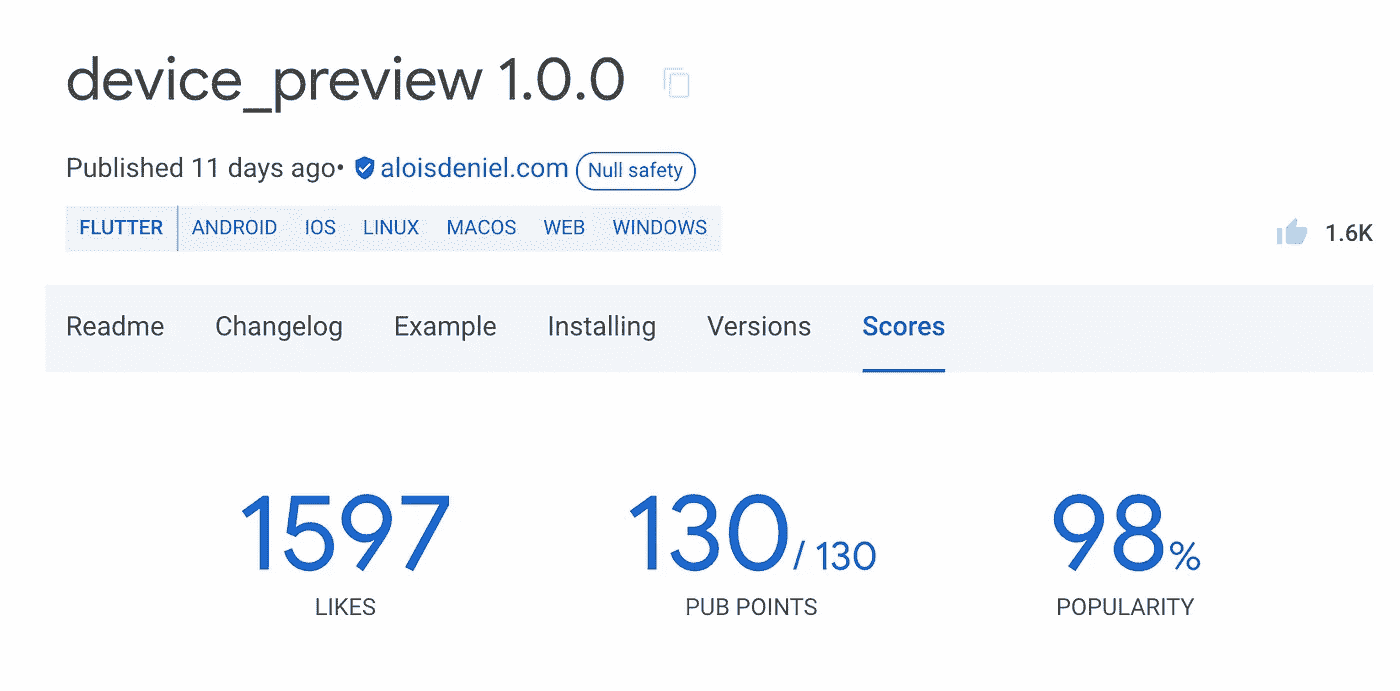 device_preview 1.0.0
Published 11 days ago• aloisdeniel.com Null safety
FLUTTER ANDROID IOS LINUX MACOS WEB WINDOWS
1.6K
Readme Changelog Example Installing Versions Scores
1597 130/ 130 98%
LIKES PUB POINTS POPULARITY